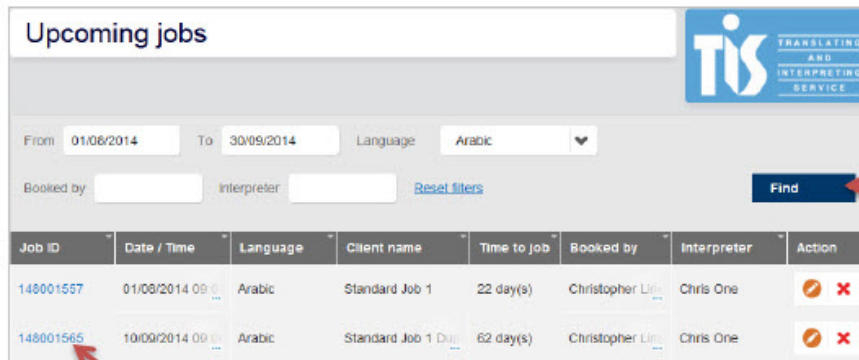 Upcoming jobs
TIS TRANSLATING
AND
INTERPRETING
SERVICE
From 01/08/2014 To 30/09/2014 Language Arabic
Booked by Interpreter Reset filters Find
Job ID Date / Time Language Client name Time to job Booked by Interpreter Action
148001557 01/08/2014 Arabic Standard Job 1 22 day(s) Christopher Chris One
148001565 10/09/2014 Arabic Standard Job 1 62 day(s) Christopher Chris One